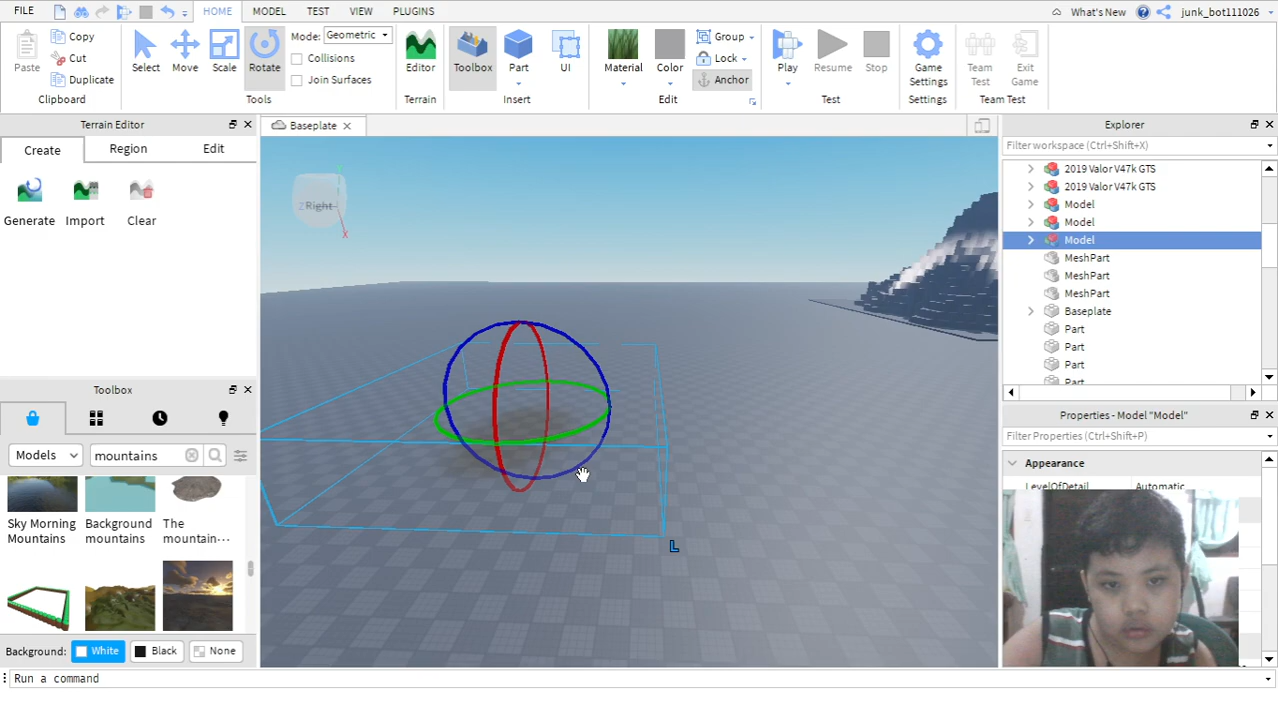 FILE
HOME
MODEL
TEST
VIEW
PLUGINS
What's New
junk_bot111026
Paste
Copy
Cut
Duplicate
Clipboard
Select
Move
Scale
Rotate
Mode: Geometric
Collisions
Join Surfaces
Tools
Editor
Terrain
Toolbox
Part
UI
Insert
Material
Color
Group
Lock
Anchor
Edit
Play
Resume
Stop
Test
Game
Settings
Settings
Team
Test
Exit
Game
Team Test
Terrain Editor
Create
Region
Edit
Generate
Import
Clear
Toolbox
Models
mountains
Sky Morning
Mountains
Background
mountains
The
mountain---
Background:
White
Black
None
Baseplate
Right
Z
X
L
Explorer
Filter workspace (Ctrl+Shift+X)
2019 Valor V47k GTS
2019 Valor V47k GTS
Model
Model
Model
MeshPart
MeshPart
MeshPart
Baseplate
Part
Part
Part
Part
Properties - Model "Model"
Filter Properties (Ctrl+Shift+P)
Appearance
LevelOfDetail
Automatic
Run a command